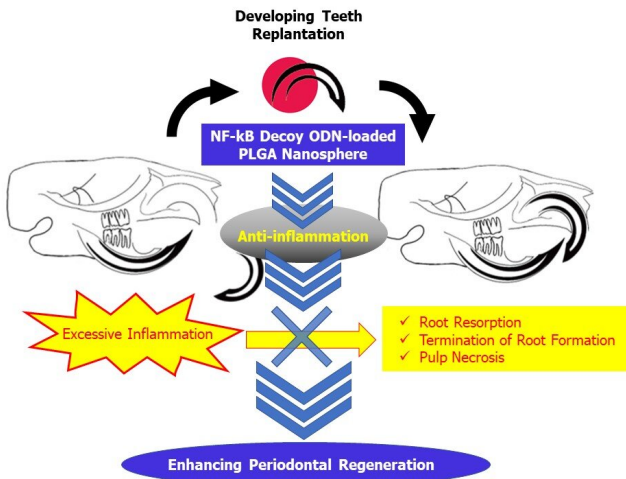 Developing Teeth
Replantation
NF-kB Decoy ODN-loaded
PLGA Nanosphere
Anti-inflammation
Excessive Inflammation
✓ Root Resorption
✓ Termination of Root Formation
✓ Pulp Necrosis
Enhancing Periodontal Regeneration